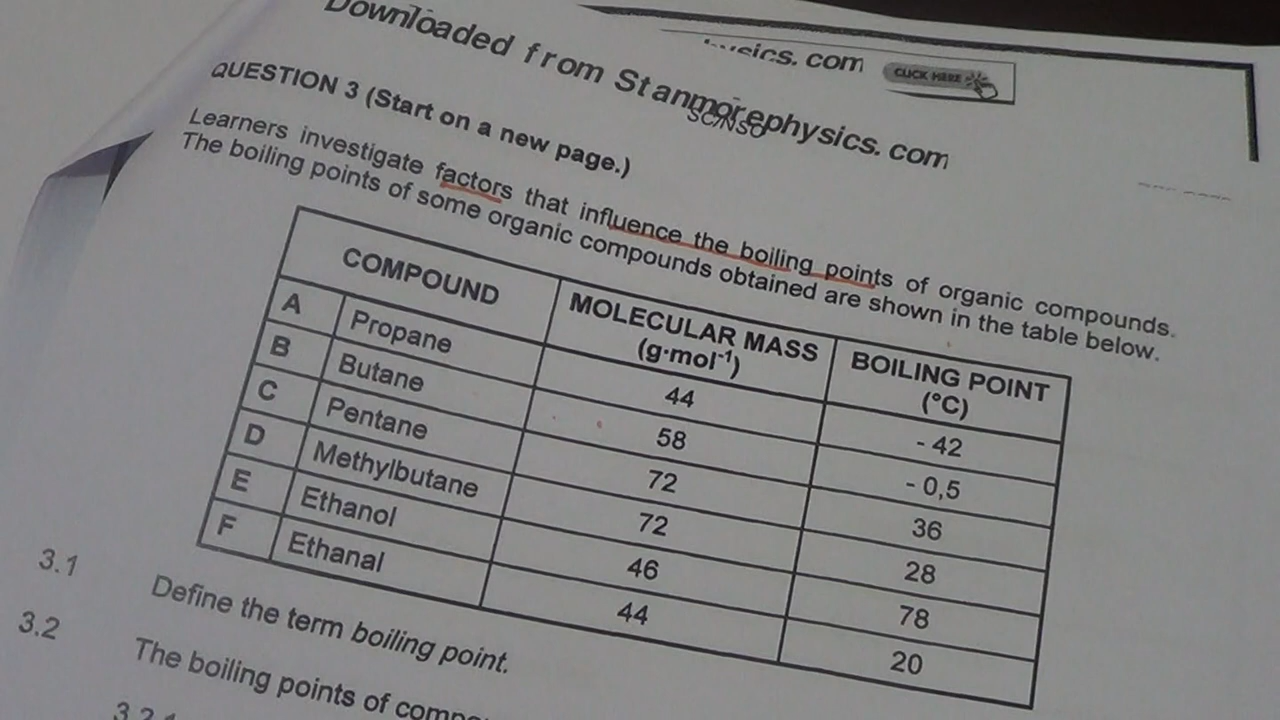 Downloaded from Stanmorephysics.com
CLICK HERE
SC/NSC
QUESTION 3 (Start on a new page.)
Learners investigate factors that influence the boiling points of organic compounds.
The boiling points of some organic compounds obtained are shown in the table below.
COMPOUND MOLECULAR MASS (g·mol⁻¹) BOILING POINT (°C)
A Propane 44 - 42
B Butane 58 - 0,5
C Pentane 72 36
D Methylbutane 72 28
E Ethanol 46 78
F Ethanal 44 20
3.1 Define the term boiling point.
3.2 The boiling points of